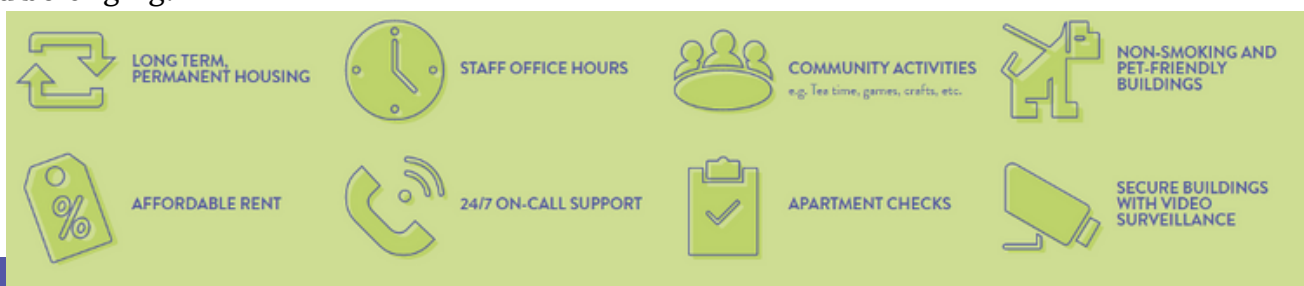 LONG TERM,
PERMANENT HOUSING
STAFF OFFICE HOURS
COMMUNITY ACTIVITIES
e.g. Tea time, games, crafts, etc.
NON-SMOKING AND
PET-FRIENDLY
BUILDINGS
%
AFFORDABLE RENT
24/7 ON-CALL SUPPORT
APARTMENT CHECKS
SECURE BUILDINGS
WITH VIDEO
SURVEILLANCE